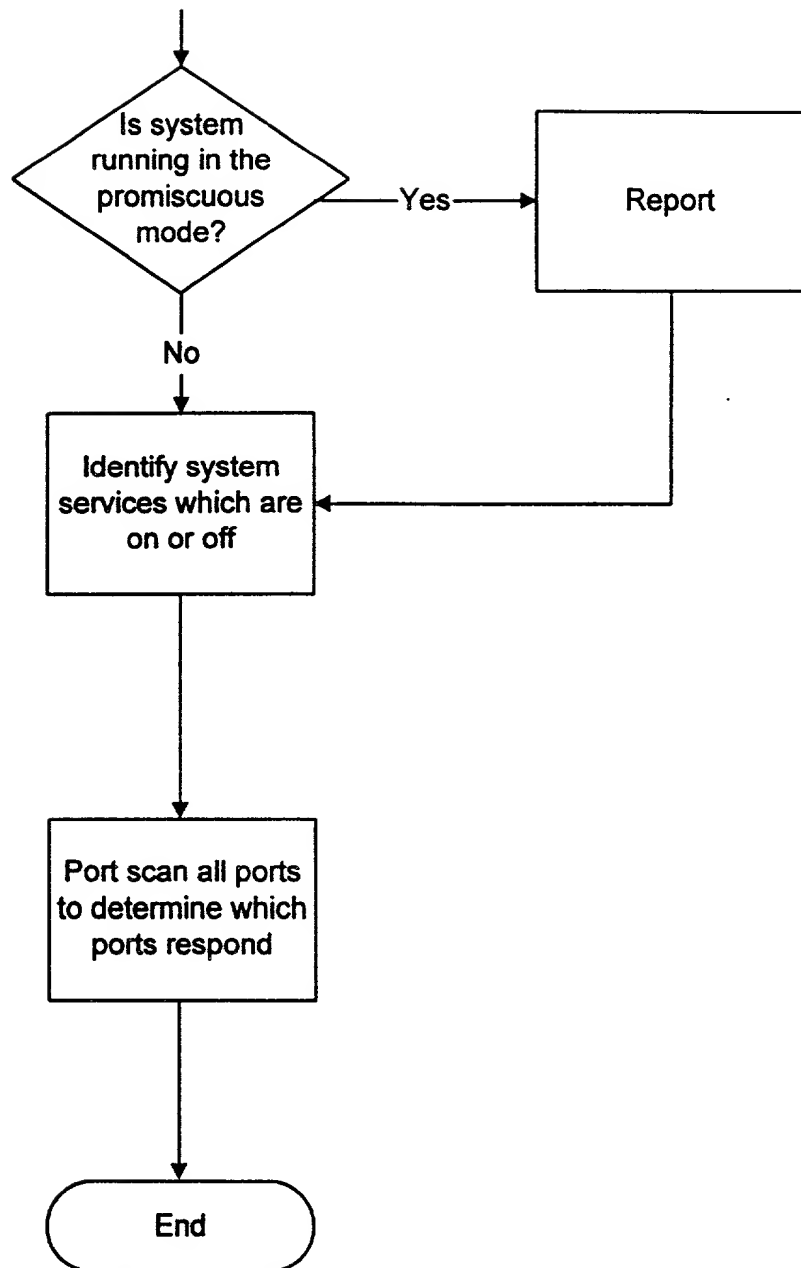 Is system
running in the
promiscuous
mode?
Yes
Report
No
Identify system
services which are
on or off
Port scan all ports
to determine which
ports respond
End